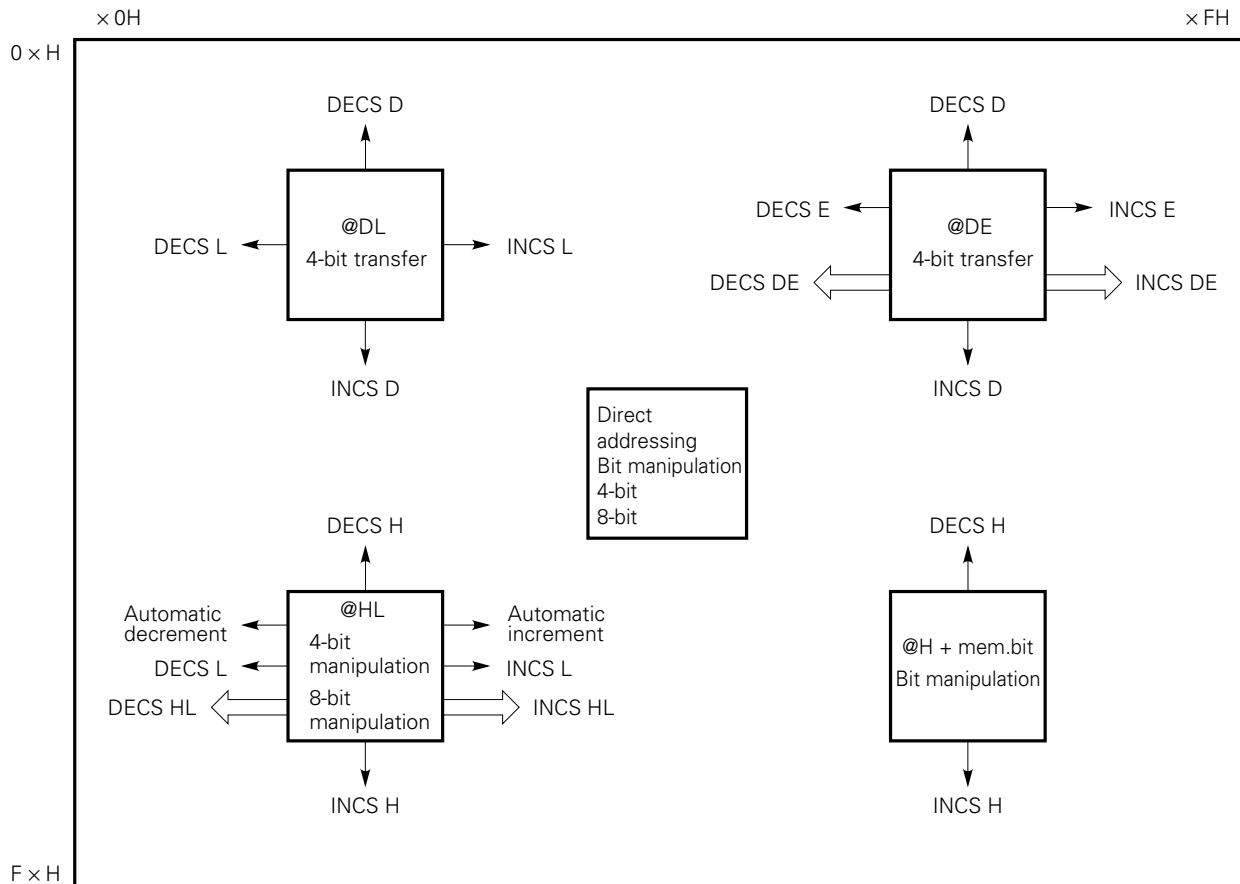 × 0H
× FH
0 × H
DECS D
DECS L
@DL
4-bit transfer
INCS L
INCS D
DECS D
DECS E
INCS E
@DE
4-bit transfer
DECS DE
INCS DE
INCS D
Direct
addressing
Bit manipulation
4-bit
8-bit
DECS H
Automatic
decrement
DECS L
DECS HL
@HL
4-bit
manipulation
8-bit
manipulation
Automatic
increment
INCS L
INCS HL
INCS H
DECS H
@H + mem.bit
Bit manipulation
INCS H
F × H